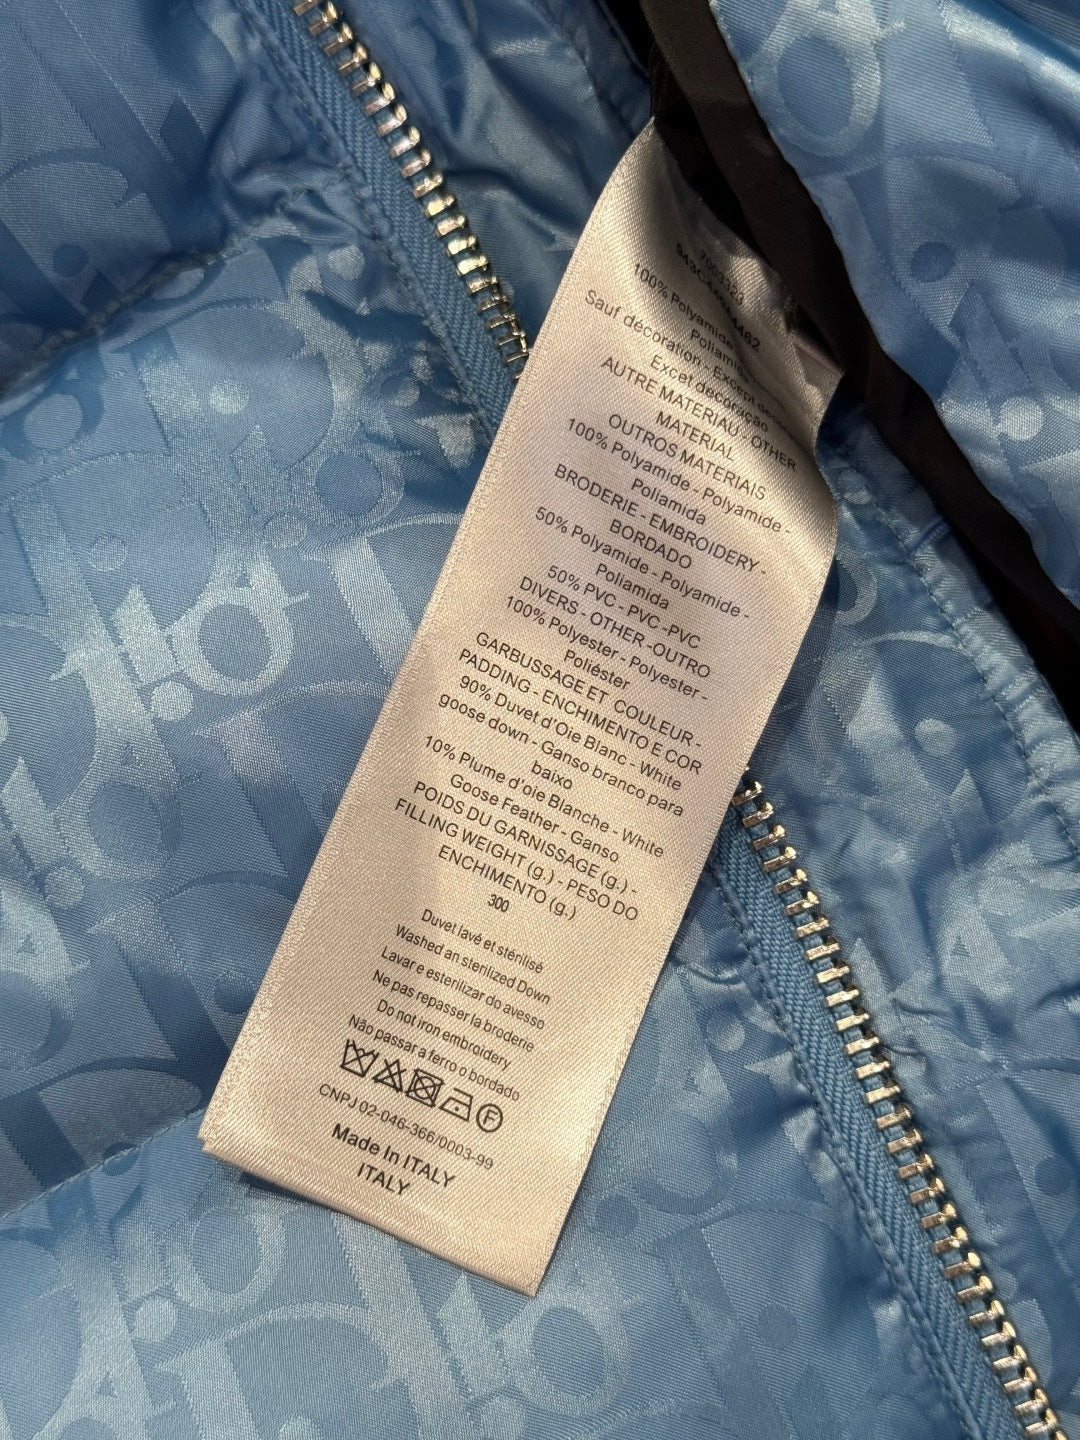 T003329
100% Polyamide
Poliamida
Sauf décoration - Except
Excet decoração
AUTRE MATERIAU - OTHER
MATERIAL
OUTROS MATERIAIS
100% Polyamide - Polyamide -
Poliamida
BRODERIE - EMBROIDERY -
BORDADO
50% Polyamide - Polyamide -
Poliamida
50% PVC - PVC -PVC
DIVERS - OTHER -OUTRO
100% Polyester - Polyester -
Poliéster
GARBUSSAGE ET COULEUR -
PADDING - ENCHIMENTO E COR
90% Duvet d'Oie Blanc - White
goose down - Ganso branco para
baixo
10% Plume d'oie Blanche - White
Goose Feather - Ganso
POIDS DU GARNISSAGE (g.) -
FILLING WEIGHT (g.) - PESO DO
ENCHIMENTO (g.)
300
Duvet lavé et stérilisé
Washed an sterilized Down
Lavar e esterilizar do avesso
Ne pas repasser la broderie
Do not iron embroidery
Não passar a ferro o bordado
F
CNPJ 02-046-366/0003-99
Made In ITALY
ITALY